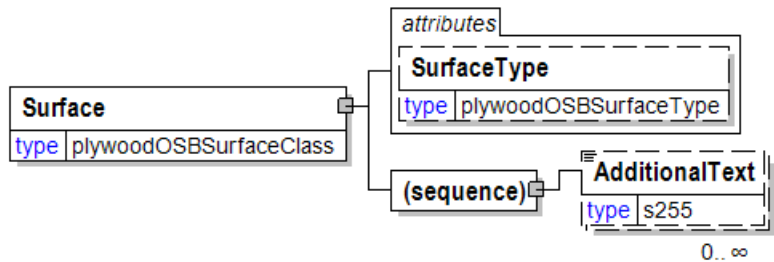 attributes
SurfaceType
type plywoodOSBSurfaceType
Surface
type plywoodOSBSurfaceClass
(sequence)
AdditionalText
type s255
0.. ∞